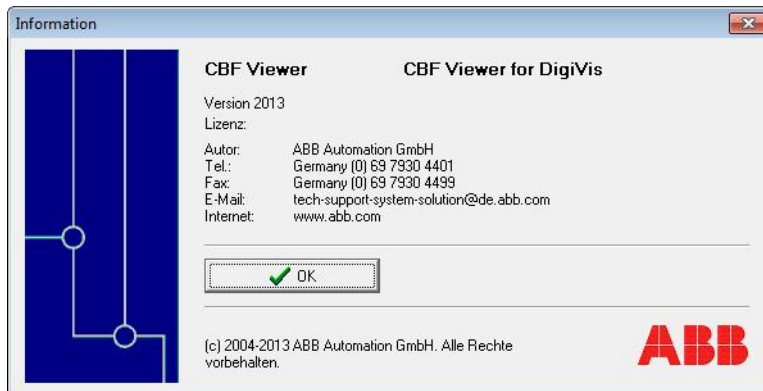 Information
CBF Viewer CBF Viewer for DigiVis
Version 2013
Lizenz:
Autor: ABB Automation GmbH
Tel.: Germany (0) 69 7930 4401
Fax: Germany (0) 69 7930 4499
E-Mail: tech-support-system-solution@de.abb.com
Internet: www.abb.com
OK
(c) 2004-2013 ABB Automation GmbH. Alle Rechte
vorbehalten.
ABB